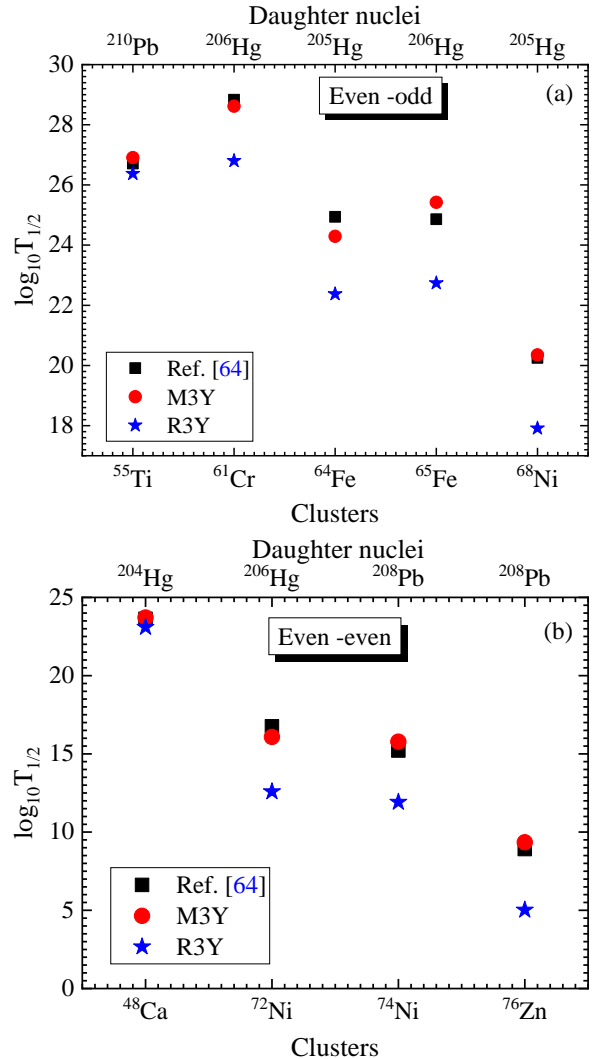 Daughter nuclei
²¹⁰Pb ²⁰⁶Hg ²⁰⁵Hg ²⁰⁶Hg ²⁰⁵Hg
30
28
26
24
22
20
18
log₁₀T₁/₂
Even -odd
(a)
Ref. [64]
M3Y
R3Y
⁵⁵Ti ⁶¹Cr ⁶⁴Fe ⁶⁵Fe ⁶⁸Ni
Clusters
Daughter nuclei
²⁰⁴Hg ²⁰⁶Hg ²⁰⁸Pb ²⁰⁸Pb
25
20
15
10
5
0
log₁₀T₁/₂
Even -even
(b)
Ref. [64]
M3Y
R3Y
⁴⁸Ca ⁷²Ni ⁷⁴Ni ⁷⁶Zn
Clusters